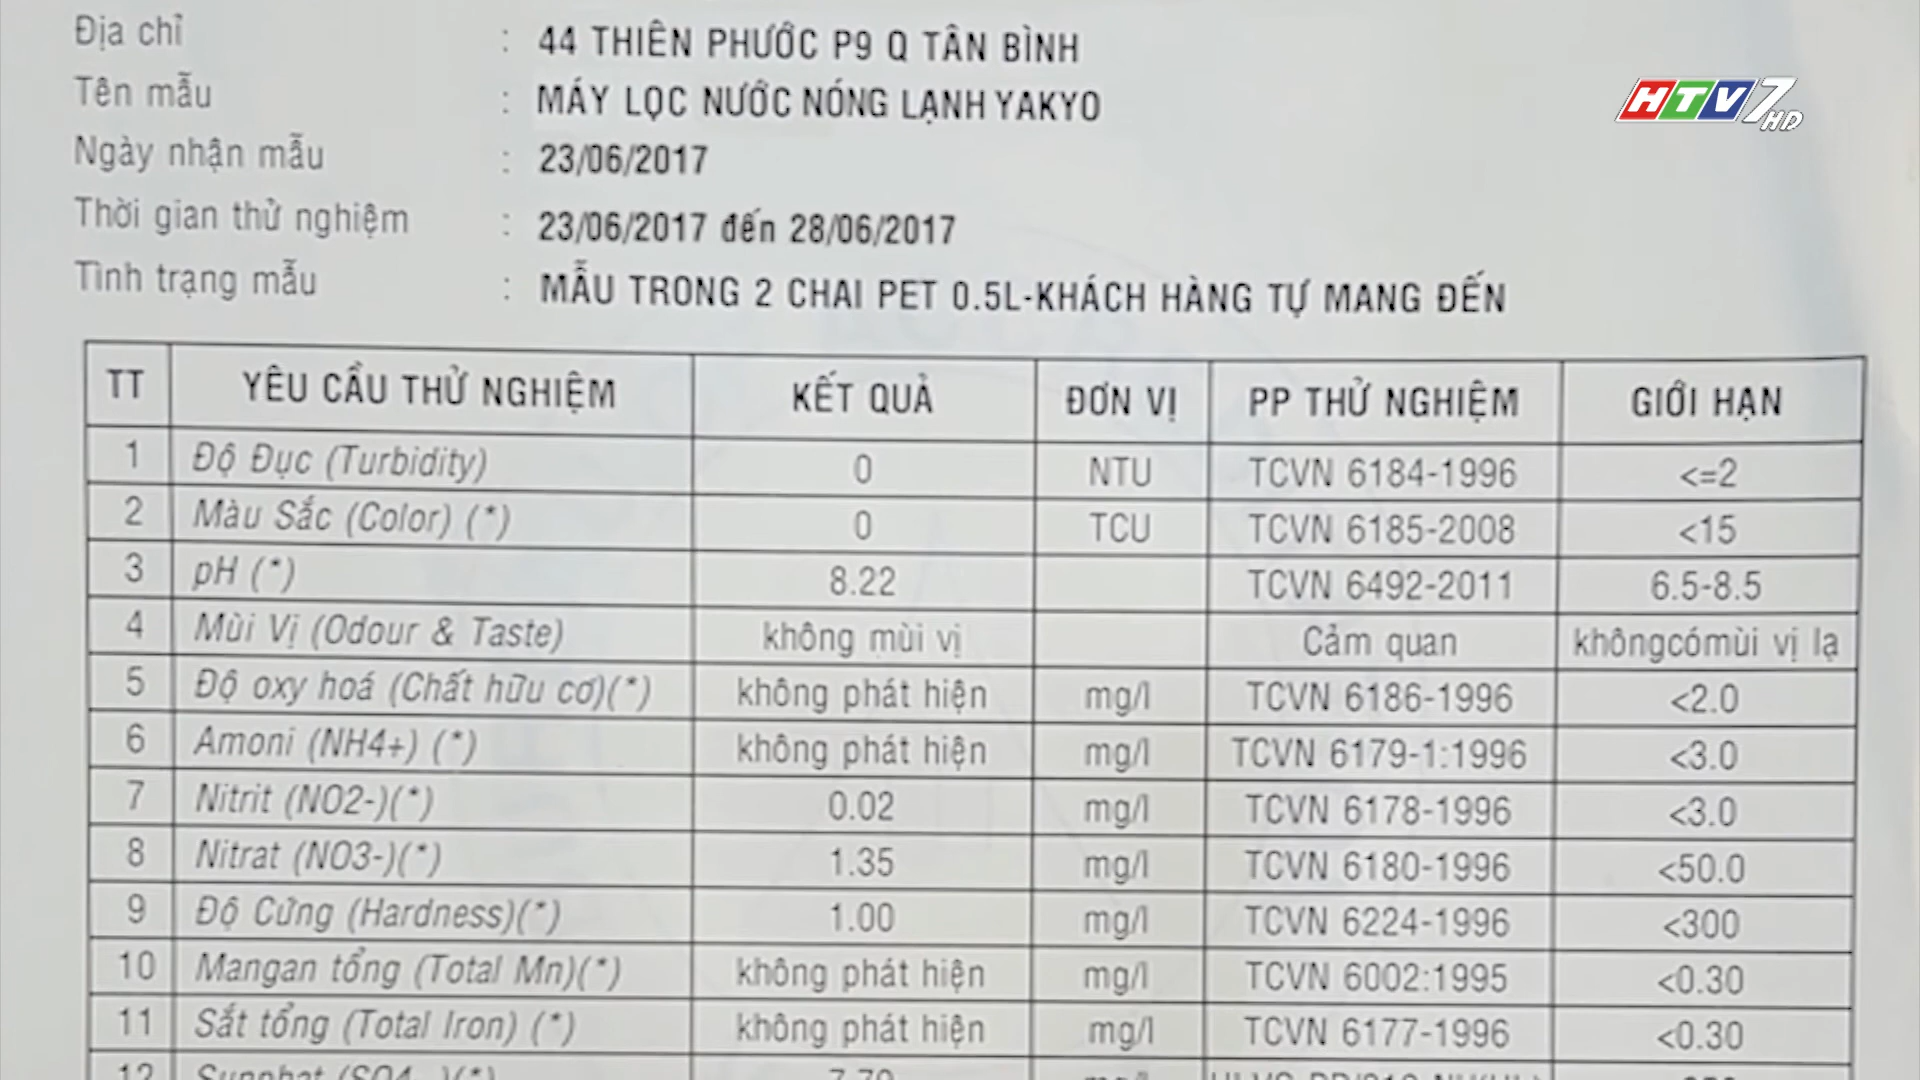 Địa chỉ : 44 THIÊN PHƯỚC P9 Q TÂN BÌNH
HTV7 HD
Tên mẫu : MÁY LỌC NƯỚC NÓNG LẠNH YAKYO
Ngày nhận mẫu : 23/06/2017
Thời gian thử nghiệm : 23/06/2017 đến 28/06/2017
Tình trạng mẫu : MẪU TRONG 2 CHAI PET 0.5L-KHÁCH HÀNG TỰ MANG ĐẾN
TT YÊU CẦU THỬ NGHIỆM KẾT QUẢ ĐƠN VỊ PP THỬ NGHIỆM GIỚI HẠN
1 Độ Đục (Turbidity) 0 NTU TCVN 6184-1996 <=2
2 Màu Sắc (Color) (*) 0 TCU TCVN 6185-2008 <15
3 pH (*) 8.22 TCVN 6492-2011 6.5-8.5
4 Mùi Vị (Odour & Taste) không mùi vị Cảm quan khôngcómùi vị lạ
5 Độ oxy hoá (Chất hữu cơ)(*) không phát hiện mg/l TCVN 6186-1996 <2.0
6 Amoni (NH4+) (*) không phát hiện mg/l TCVN 6179-1:1996 <3.0
7 Nitrit (NO2-)(*) 0.02 mg/l TCVN 6178-1996 <3.0
8 Nitrat (NO3-)(*) 1.35 mg/l TCVN 6180-1996 <50.0
9 Độ Cứng (Hardness)(*) 1.00 mg/l TCVN 6224-1996 <300
10 Mangan tổng (Total Mn)(*) không phát hiện mg/l TCVN 6002:1995 <0.30
11 Sắt tổng (Total Iron) (*) không phát hiện mg/l TCVN 6177-1996 <0.30
12 Sunphat